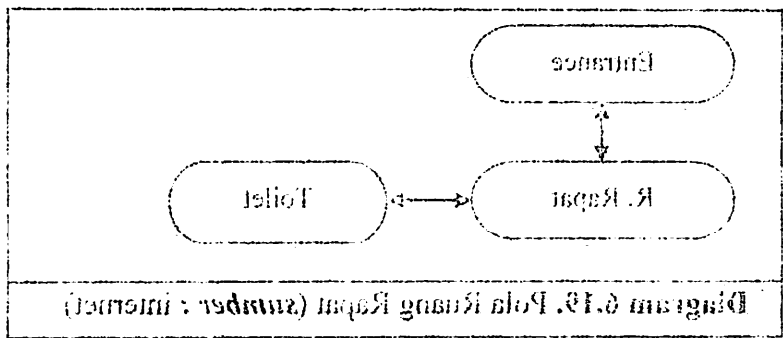 Entrance
R. Rapat
Toilet
Diagram 6.19. Pola Ruang Rapat (sumber : internet)